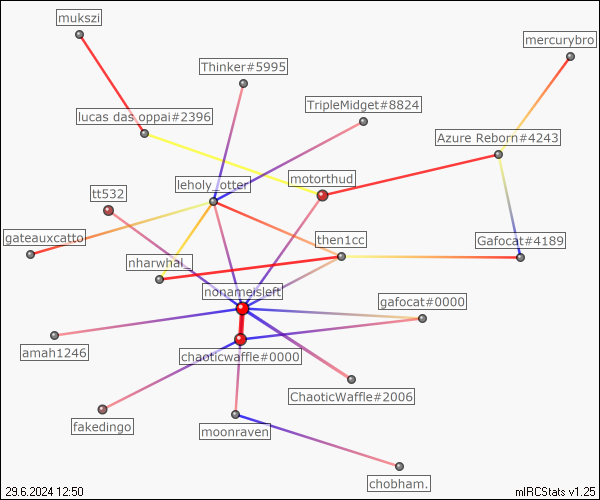 mukszi
mercurybro
Thinker#5995
TripleMidget#8824
lucas das oppai#2396
Azure Reborn#4243
leholy_otter
motorthud
tt532
gateauxcatto
then1cc
Gafocat#4189
nharwhal_
nonameisleft
gafocat#0000
amah1246
chaoticwaffle#0000
ChaoticWaffle#2006
fakedingo
moonraven
chobham.
29.6.2024 12:50
mIRCStats v1.25